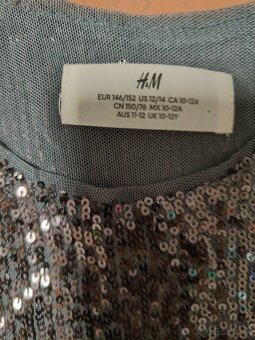 H&M
EUR 146/152 US 12/14 CA 10-12A
CN 150/76 MX 10-12A
AUS 11-12 UK 10-12Y